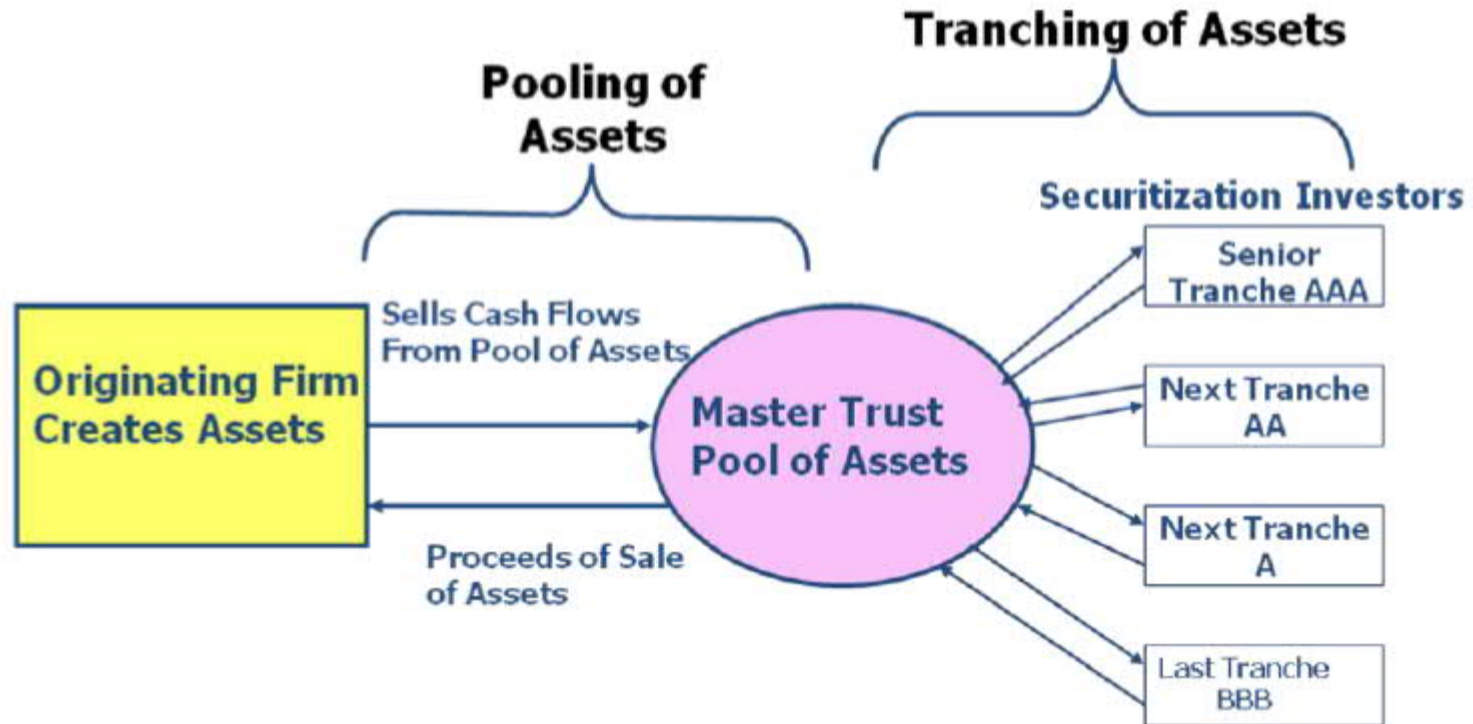 Tranching of Assets
Pooling of
Assets
Securitization Investors
Senior
Tranche AAA
Sells Cash Flows
From Pool of Assets
Originating Firm
Creates Assets
Master Trust
Pool of Assets
Next Tranche
AA
Next Tranche
A
Proceeds of Sale
of Assets
Last Tranche
BBB